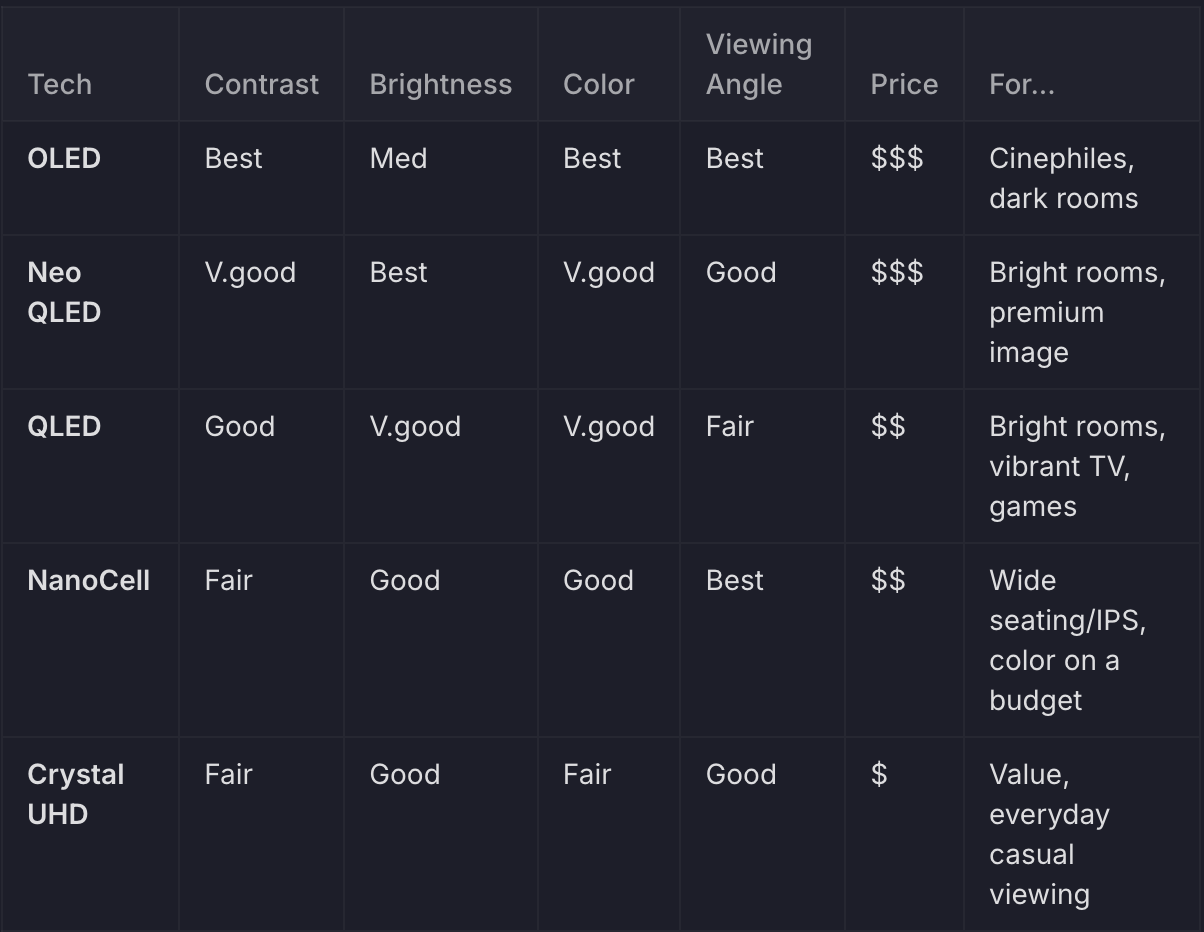 Tech Contrast Brightness Color Viewing Angle Price For...
OLED Best Med Best Best $$$ Cinephiles,
dark rooms
Neo QLED V.good Best V.good Good $$$ Bright rooms,
premium
image
QLED Good V.good V.good Fair $$ Bright rooms,
vibrant TV,
games
NanoCell Fair Good Good Best $$ Wide
seating/IPS,
color on a
budget
Crystal UHD Fair Good Fair Good $ Value,
everyday
casual
viewing